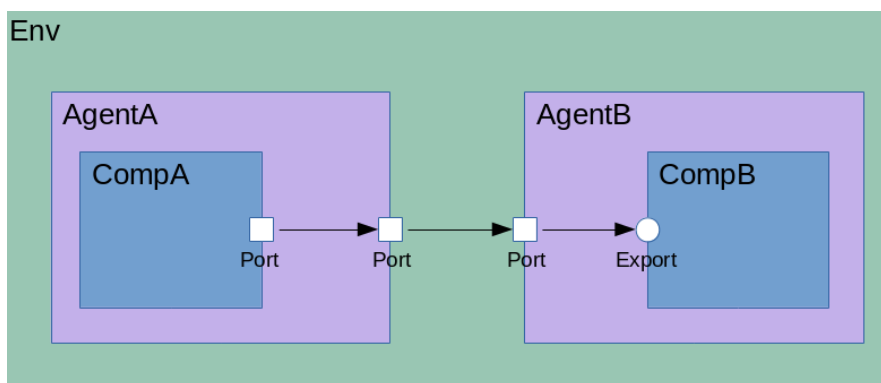 Env
AgentA
AgentB
CompA
CompB
Port
Port
Port
Export